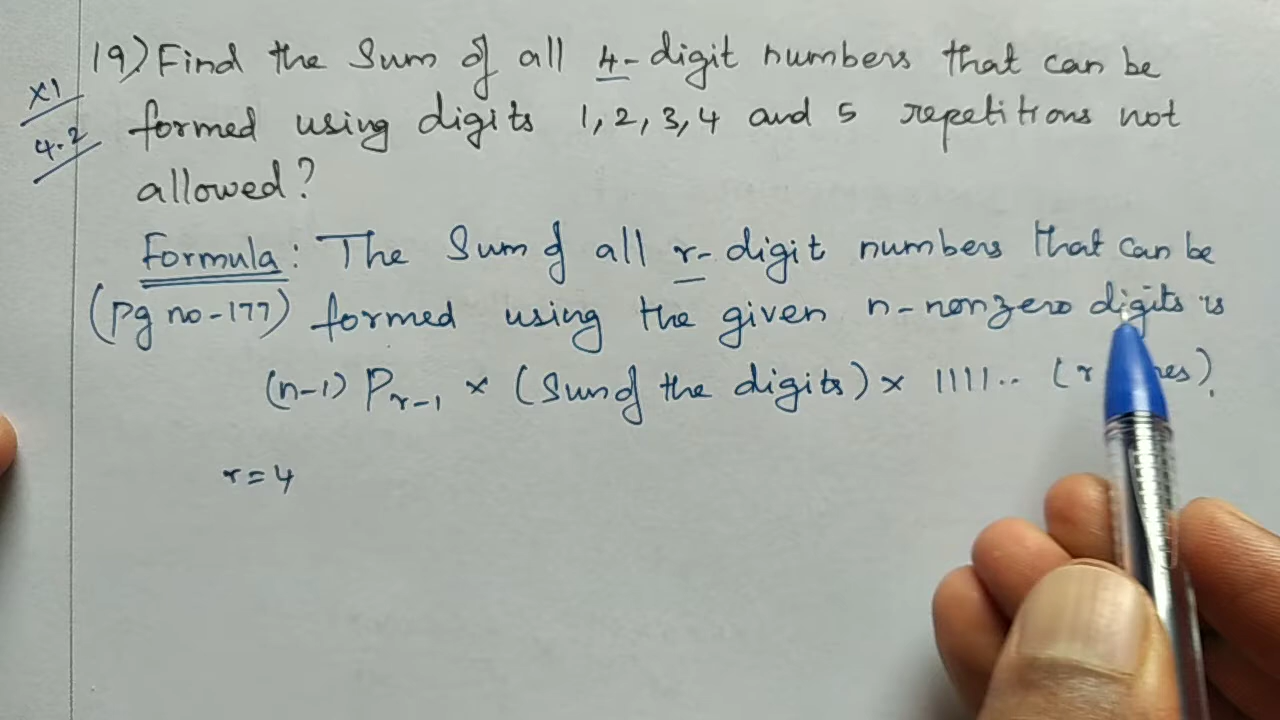 19) Find the Sum of all 4-digit numbers that can be
X1
formed using digits 1, 2, 3, 4 and 5 repetitions not
4.2
allowed?
Formula: The Sum of all r-digit numbers that can be
(Pg no-177) formed using the given n-nonzero digits is
(n-1) P r-1 × (Sum of the digits) × 1111.. (r
r=4